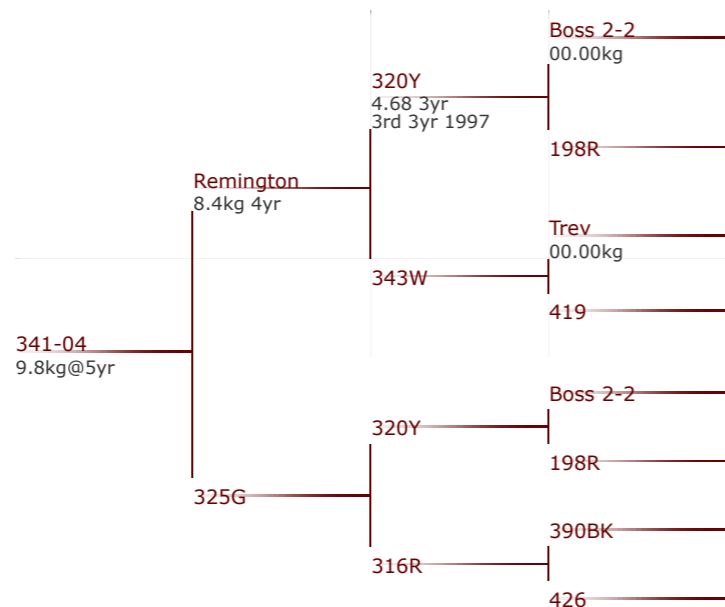 Boss 2-2
00.00kg
320Y
4.68 3yr
3rd 3yr 1997
198R
Remington
8.4kg 4yr
Trev
00.00kg
343W
419
341-04
9.8kg@5yr
Boss 2-2
320Y
198R
325G
390BK
316R
426